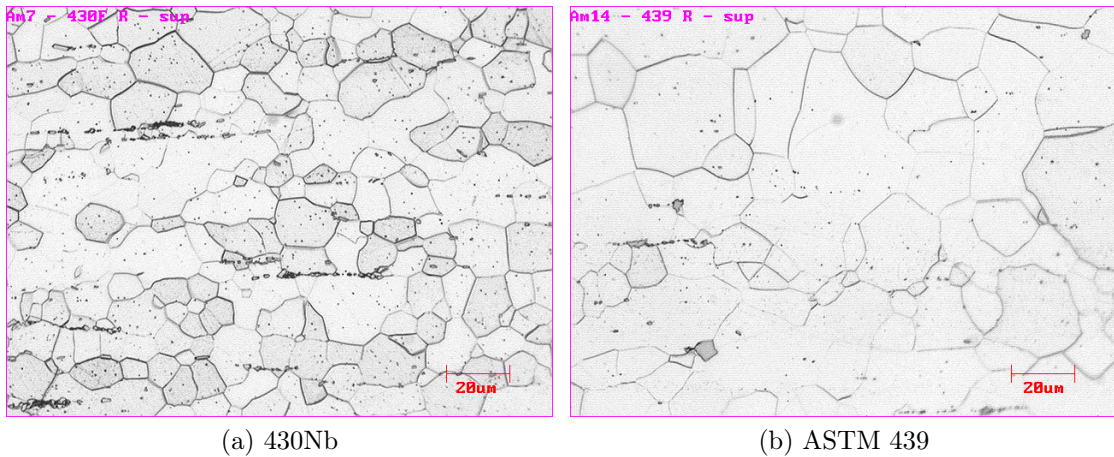 Am7 - 430F R - sup
Am14 - 439 R - sup
20um
20um
(a) 430Nb
(b) ASTM 439